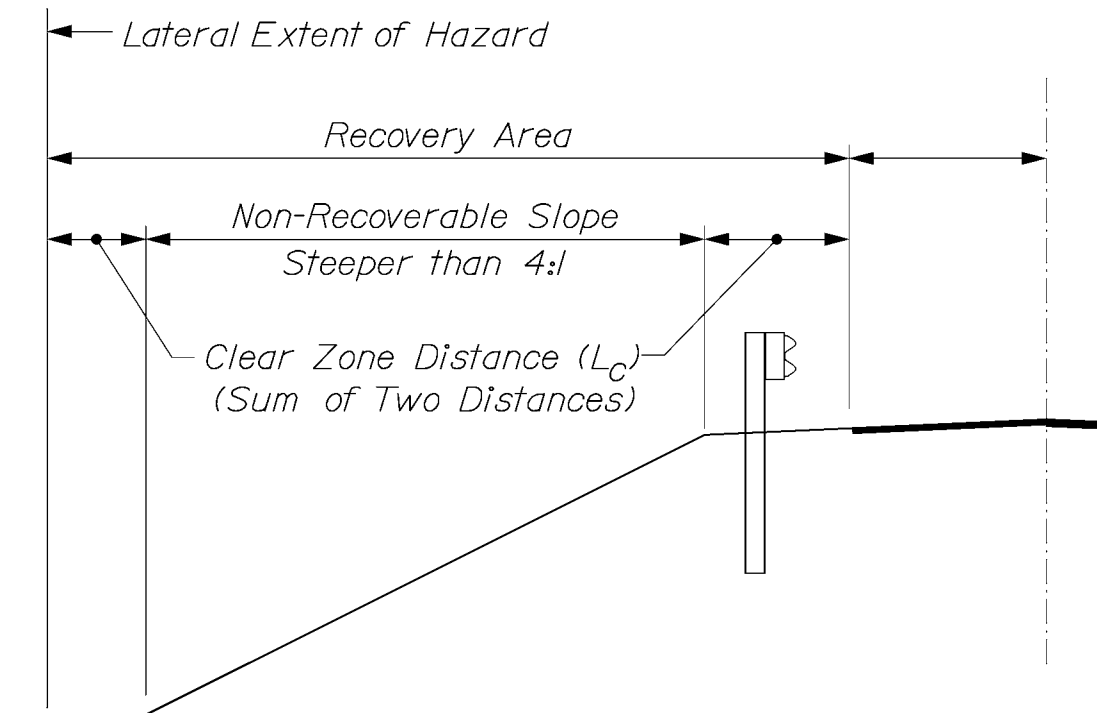 Lateral Extent of Hazard
Recovery Area
Non-Recoverable Slope
Steeper than 4:1
Clear Zone Distance (LC)
(Sum of Two Distances)